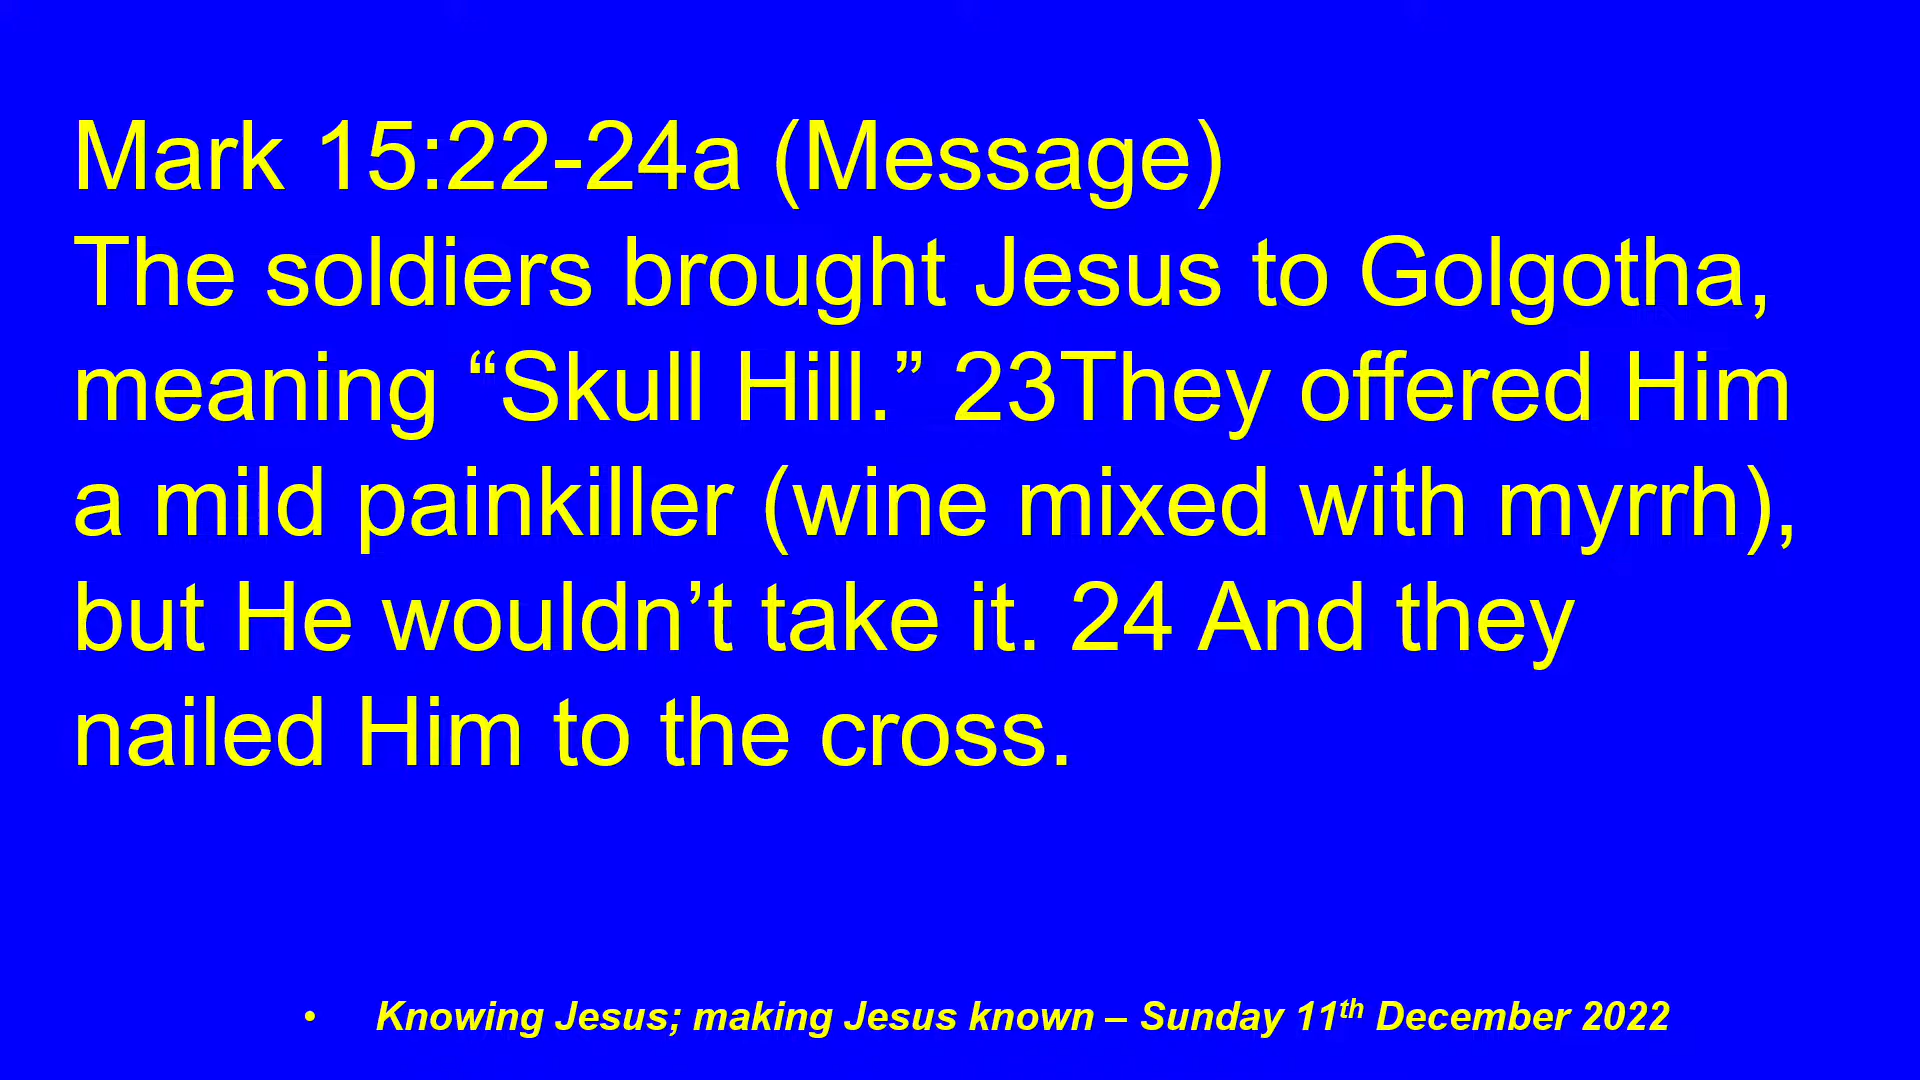 Mark 15:22-24a (Message)
The soldiers brought Jesus to Golgotha,
meaning “Skull Hill.” 23They offered Him
a mild painkiller (wine mixed with myrrh),
but He wouldn’t take it. 24 And they
nailed Him to the cross.
• Knowing Jesus; making Jesus known – Sunday 11th December 2022